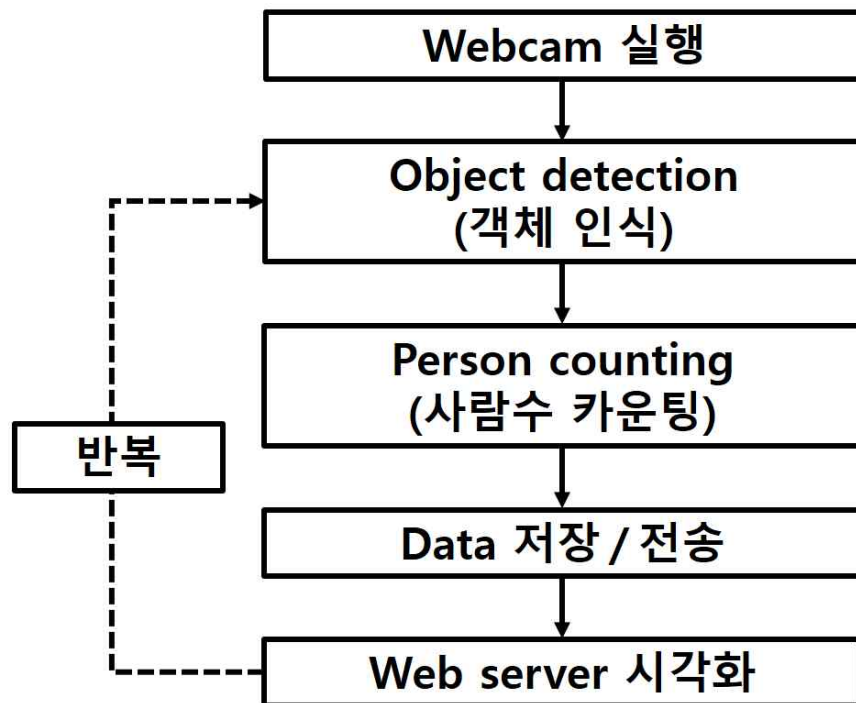 Webcam 실행
Object detection
(객체 인식)
Person counting
(사람수 카운팅)
반복
Data 저장 / 전송
Web server 시각화